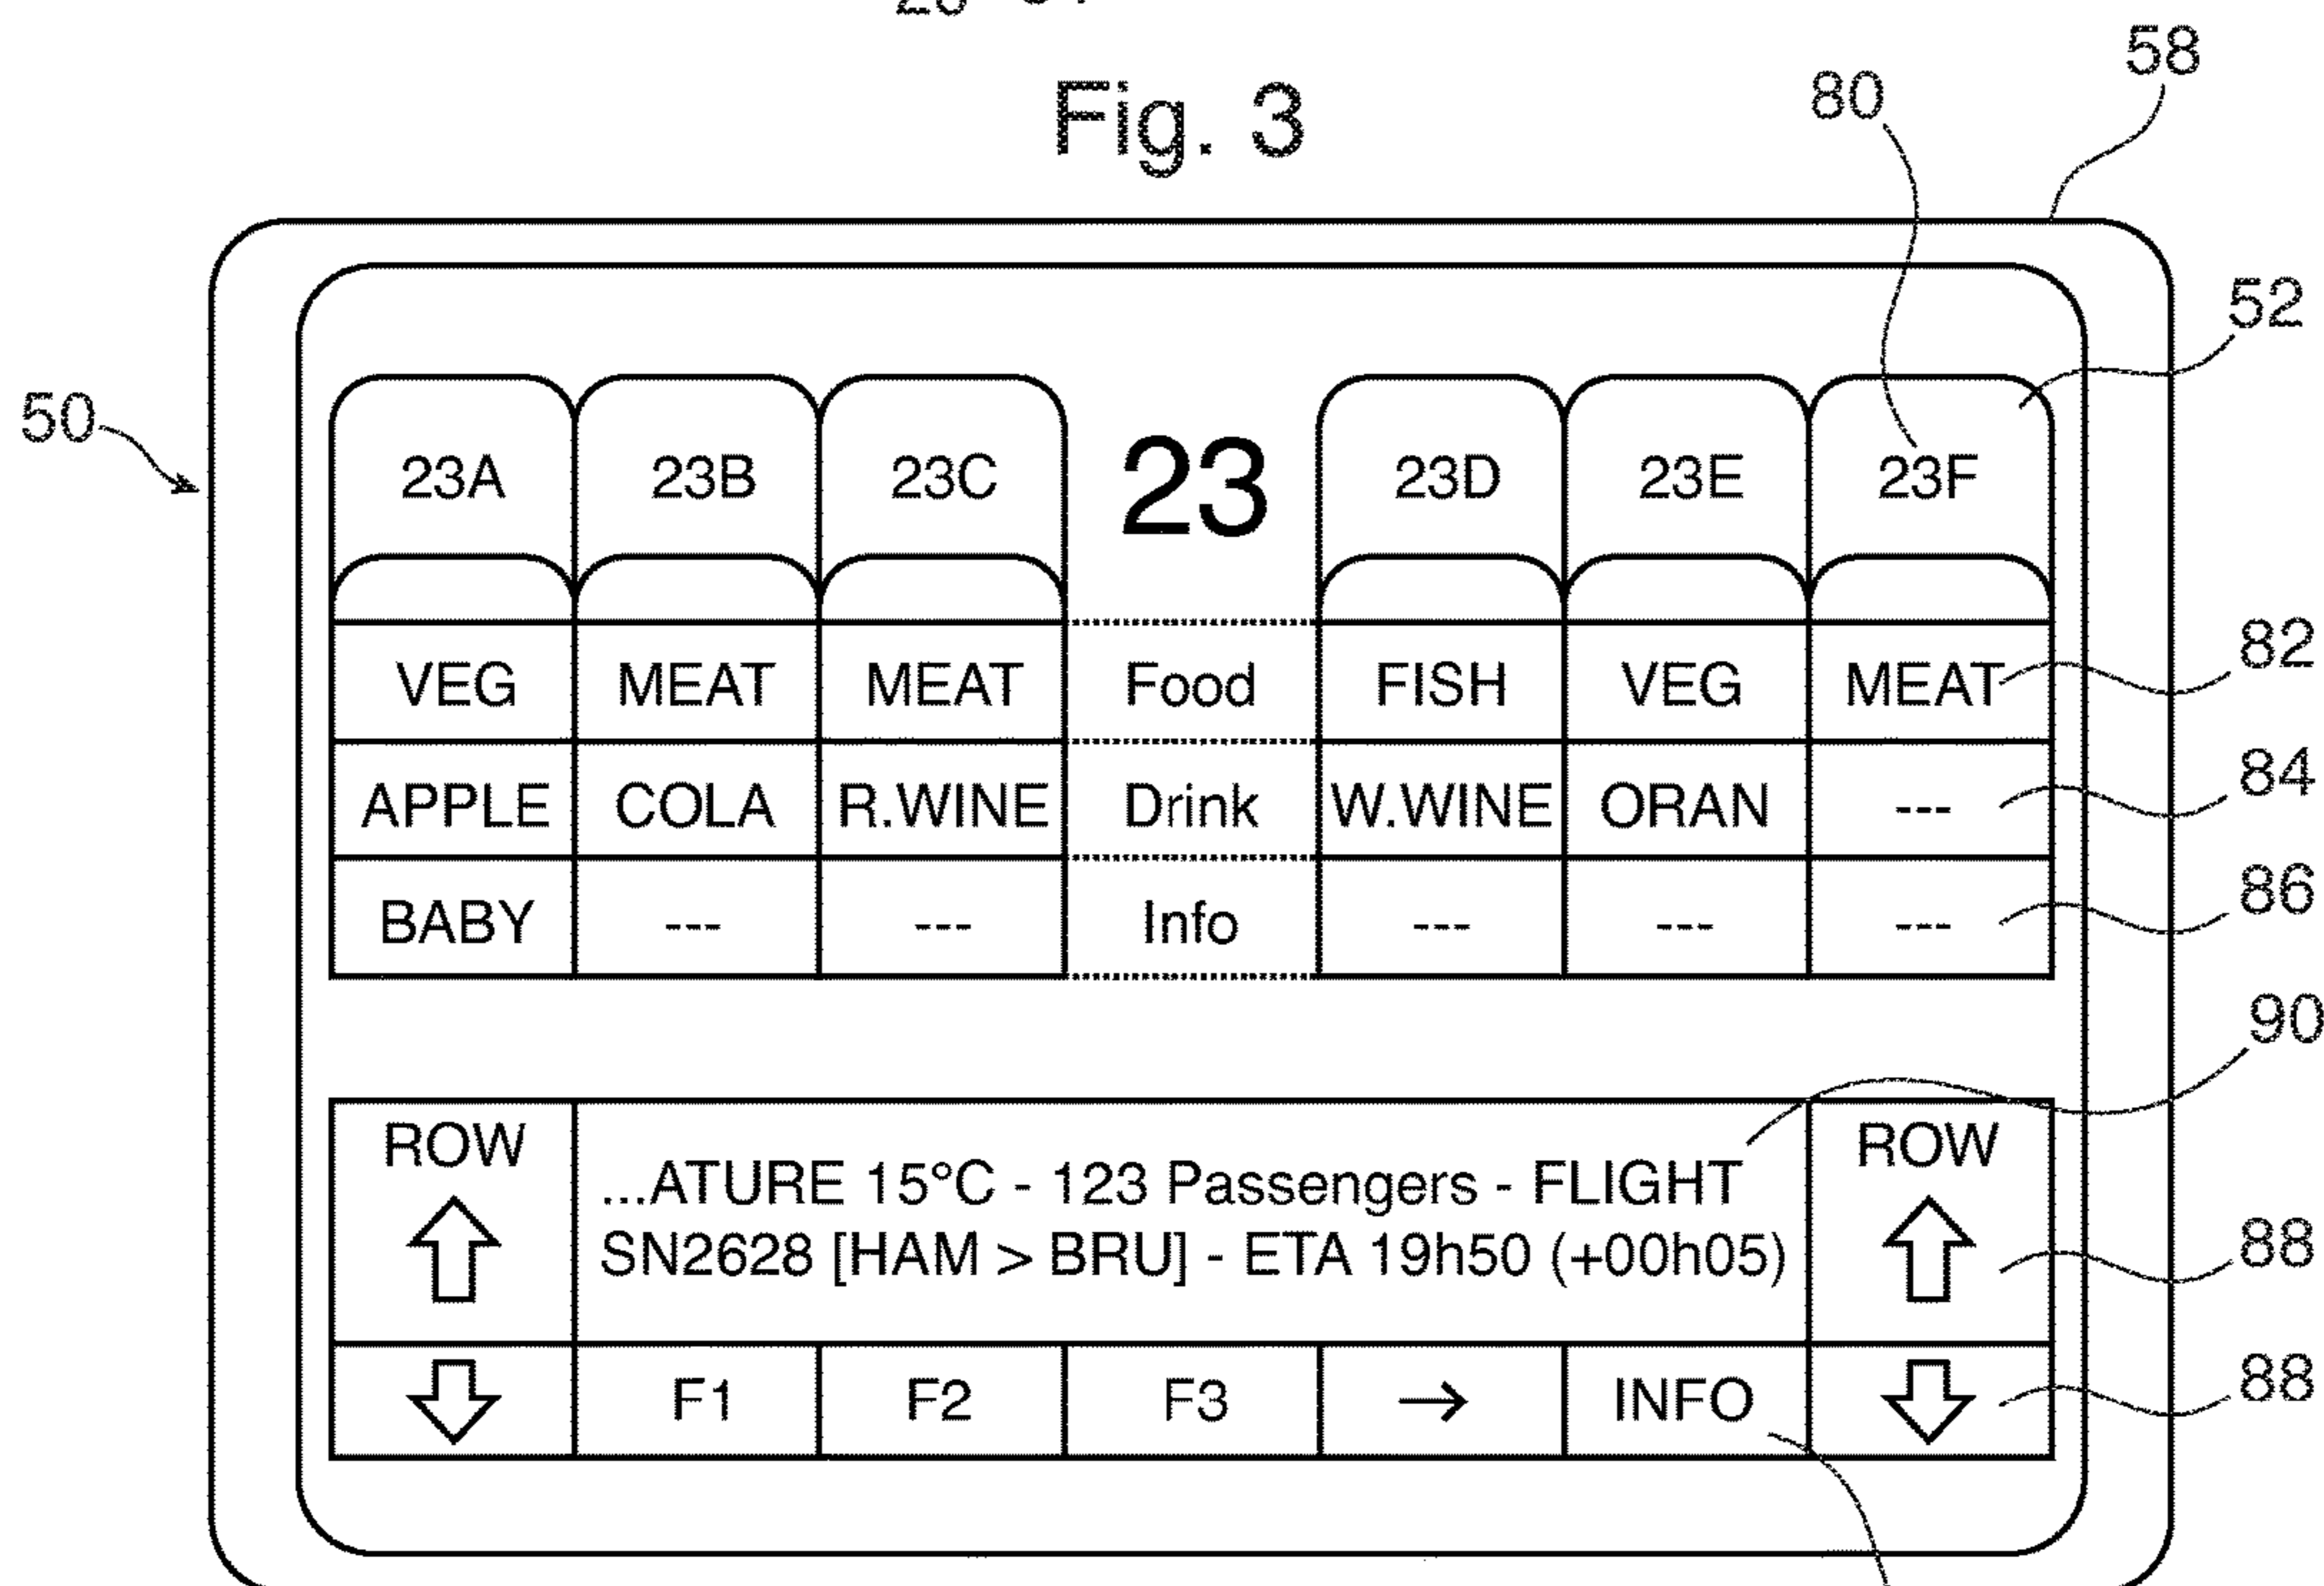 Fig. 3
58
80
52
50
23A 23B 23C 23 23D 23E 23F
VEG MEAT MEAT Food FISH VEG MEAT 82
APPLE COLA R.WINE Drink W.WINE ORAN --- 84
BABY --- --- Info --- --- --- 86
90
ROW ROW
...ATURE 15°C - 123 Passengers - FLIGHT
SN2628 [HAM > BRU] - ETA 19h50 (+00h05) 88
F1 F2 F3 → INFO 88